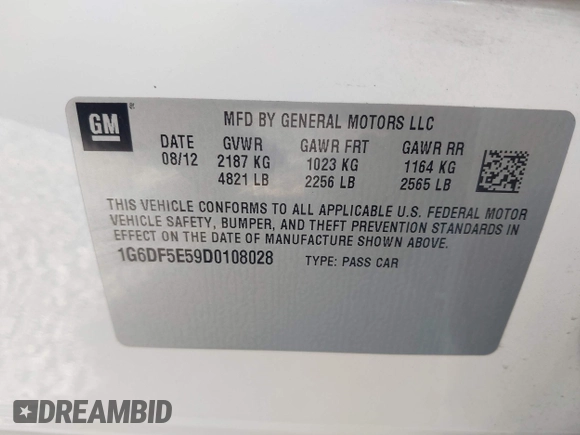 GM
®
MFD BY GENERAL MOTORS LLC
DATE GVWR GAWR FRT GAWR RR
08/12 2187 KG 1023 KG 1164 KG
4821 LB 2256 LB 2565 LB
THIS VEHICLE CONFORMS TO ALL APPLICABLE U.S. FEDERAL MOTOR
VEHICLE SAFETY, BUMPER, AND THEFT PREVENTION STANDARDS IN
EFFECT ON THE DATE OF MANUFACTURE SHOWN ABOVE.
1G6DF5E59D0108028 TYPE: PASS CAR
DREAMBID